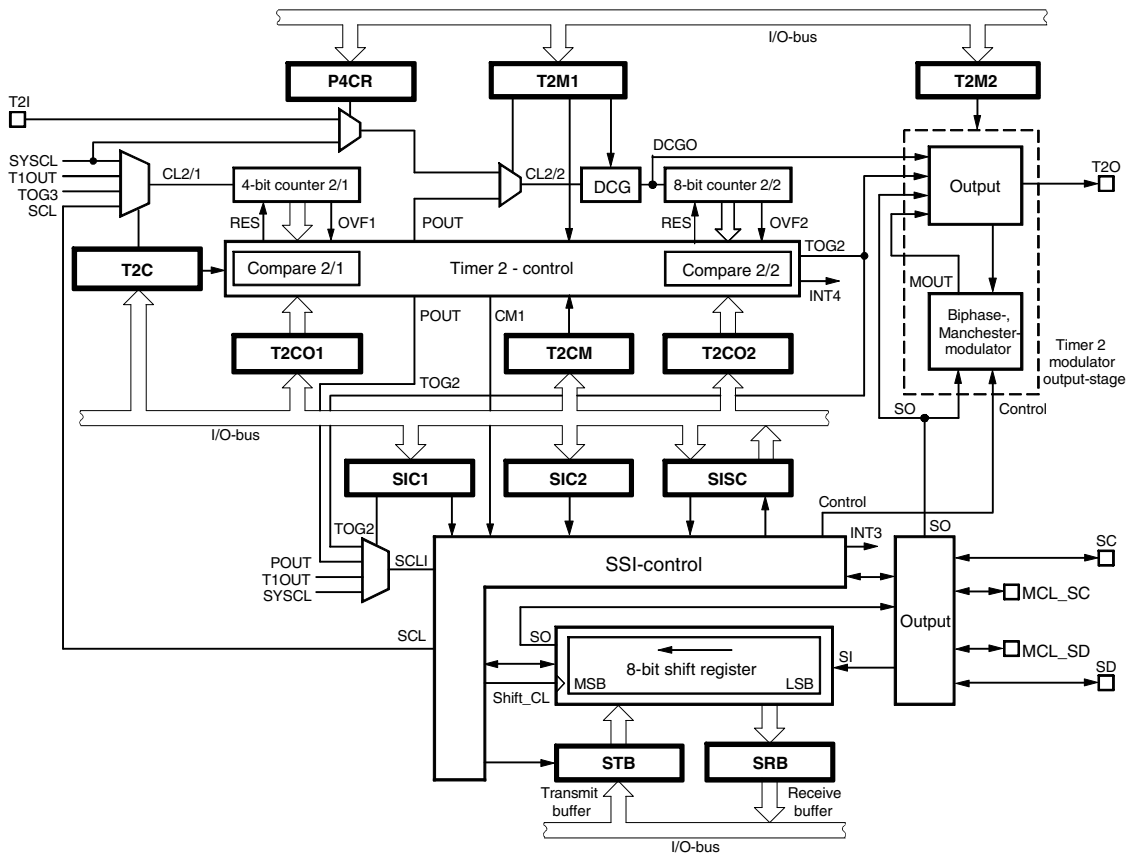 I/O-bus
P4CR
T2M1
T2M2
T2I
DCGO
T2O
SYSCL
T1OUT
TOG3
SCL
CL2/1
4-bit counter 2/1
CL2/2
DCG
8-bit counter 2/2
Output
RES
OVF1
POUT
RES
OVF2
TOG2
T2C
Compare 2/1
Timer 2 - control
Compare 2/2
INT4
MOUT
Biphase-,
Manchester-
modulator
Timer 2
modulator
output-stage
POUT
CM1
T2CO1
T2CM
T2CO2
TOG2
SO
Control
I/O-bus
SIC1
SIC2
SISC
Control
TOG2
INT3
SO
SC
POUT
T1OUT
SYSCL
SCLI
SSI-control
MCL_SC
Output
SCL
SO
8-bit shift register
MSB
LSB
SI
MCL_SD
SD
Shift_CL
STB
SRB
Transmit
buffer
Receive
buffer
I/O-bus